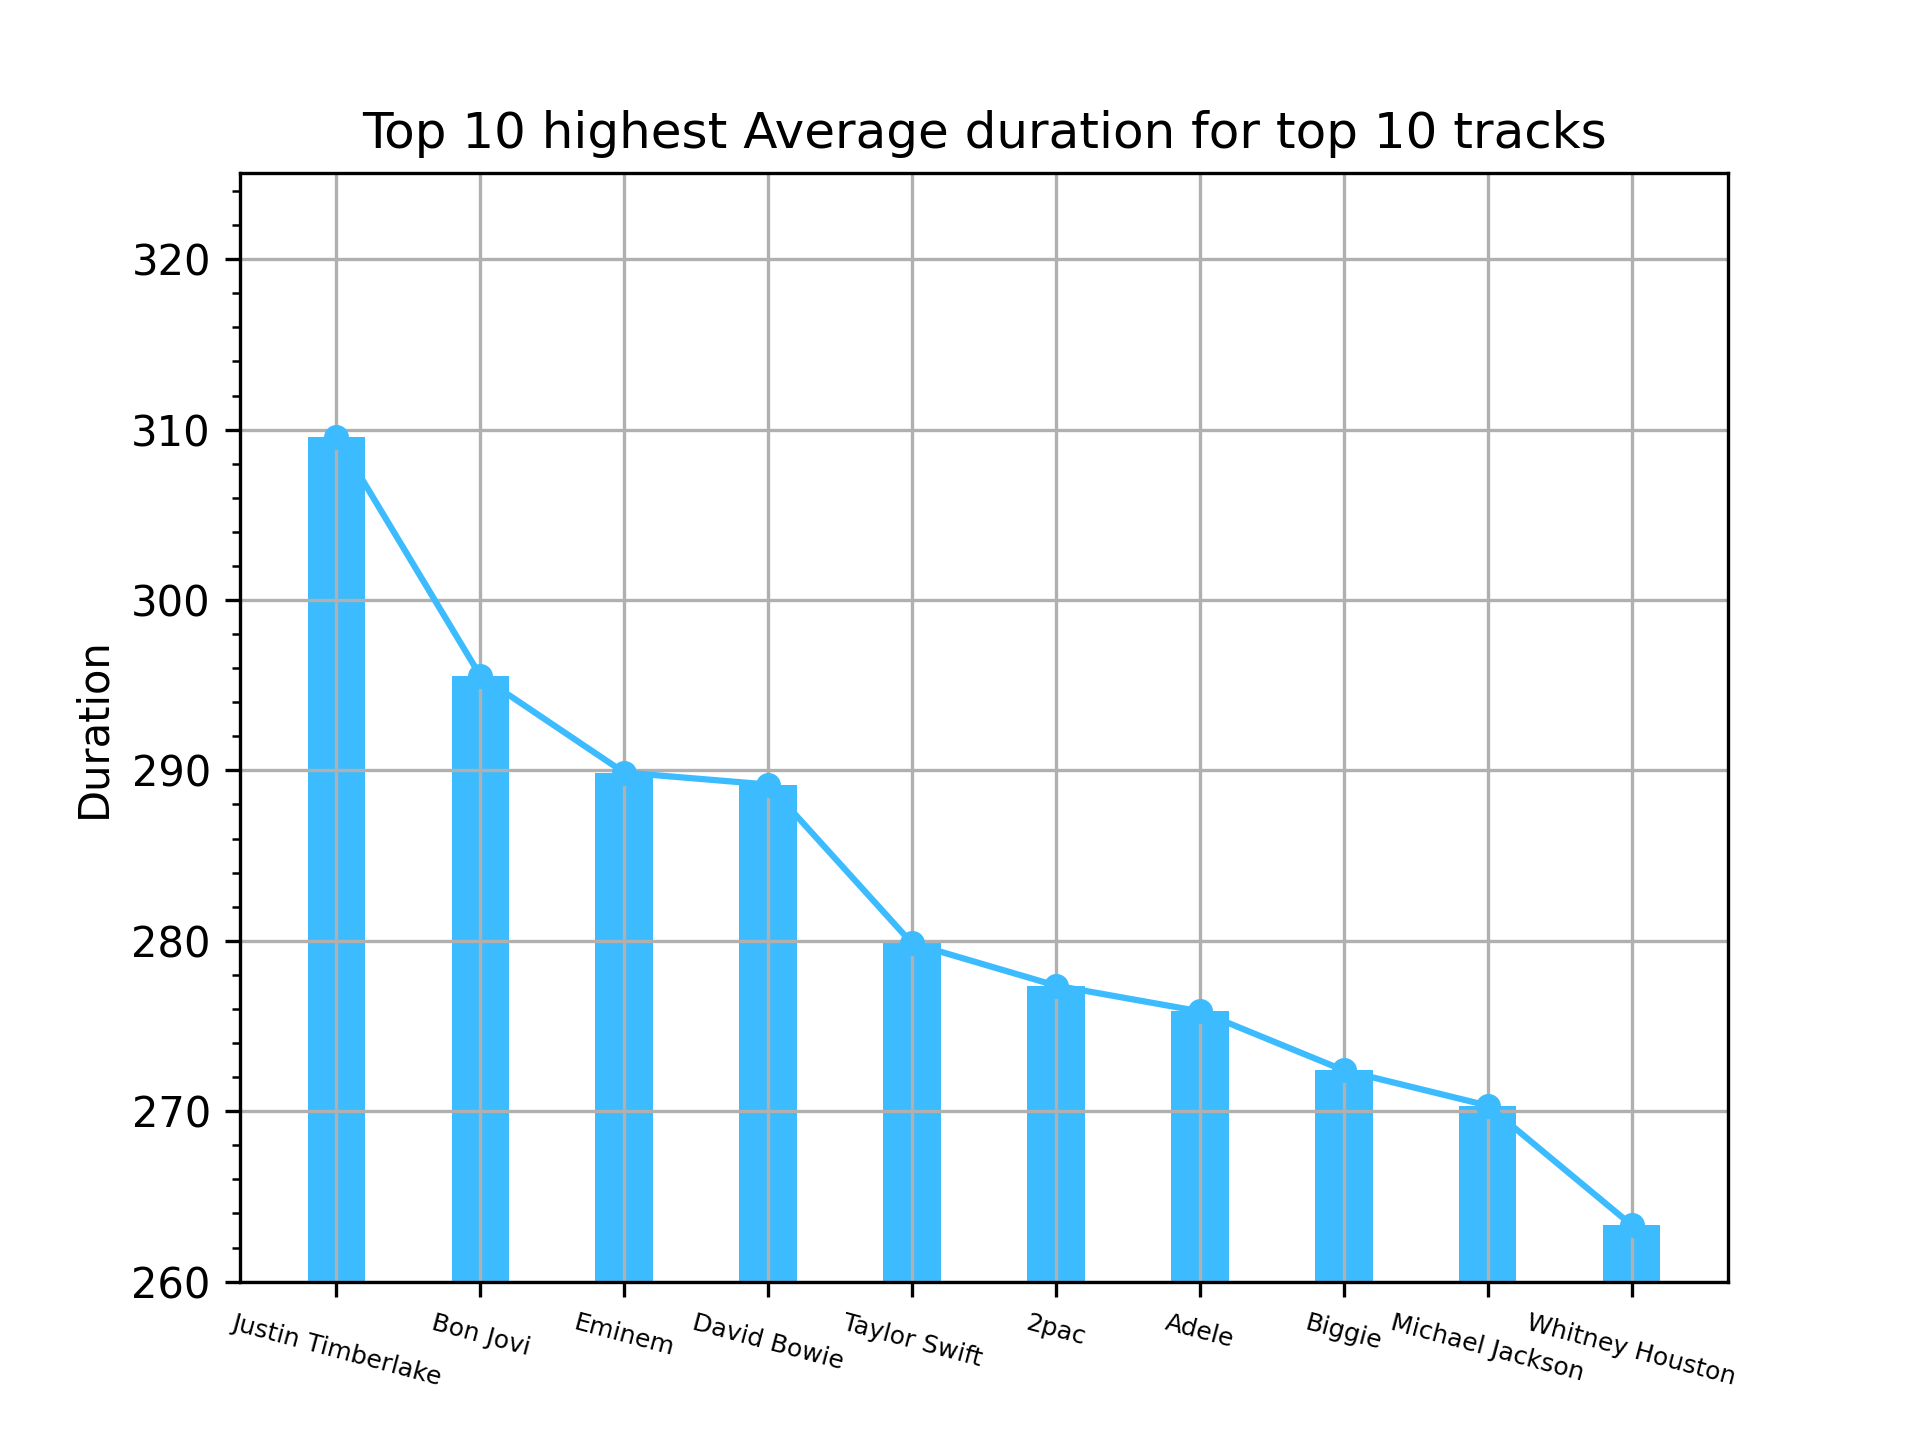 Top 10 highest Average duration for top 10 tracks
Duration
320
310
300
290
280
270
260
Justin Timberlake
Bon Jovi
Eminem
David Bowie
Taylor Swift
2pac
Adele
Biggie
Michael Jackson
Whitney Houston